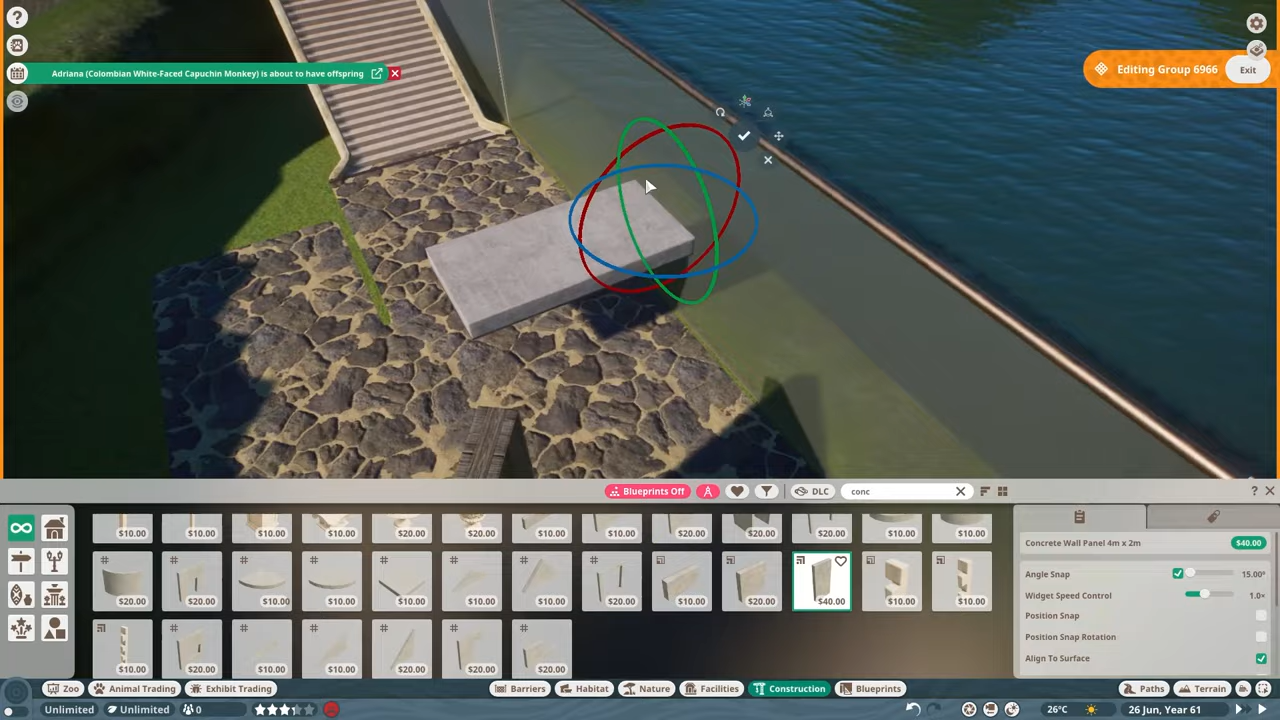 ?
Adriana (Colombian White-Faced Capuchin Monkey) is about to have offspring
Editing Group 6966
Exit
Blueprints Off
DLC
conc
?
$10.00 $10.00 $10.00 $10.00 $10.00 $10.00 $10.00 $10.00 $20.00 $20.00 $20.00 $10.00 $10.00
$20.00 $20.00 $10.00 $10.00 $20.00 $10.00 $10.00 $20.00 $10.00 $20.00 $40.00 $10.00 $10.00
$10.00 $20.00 $10.00 $10.00 $20.00 $20.00 $20.00
Concrete Wall Panel 4m x 2m $40.00
Angle Snap 15.00°
Widget Speed Control 1.0×
Position Snap
Position Snap Rotation
Align To Surface
Zoo Animal Trading Exhibit Trading Barriers Habitat Nature Facilities Construction Blueprints Paths Terrain
Unlimited Unlimited 0 26°C 26 Jun, Year 61